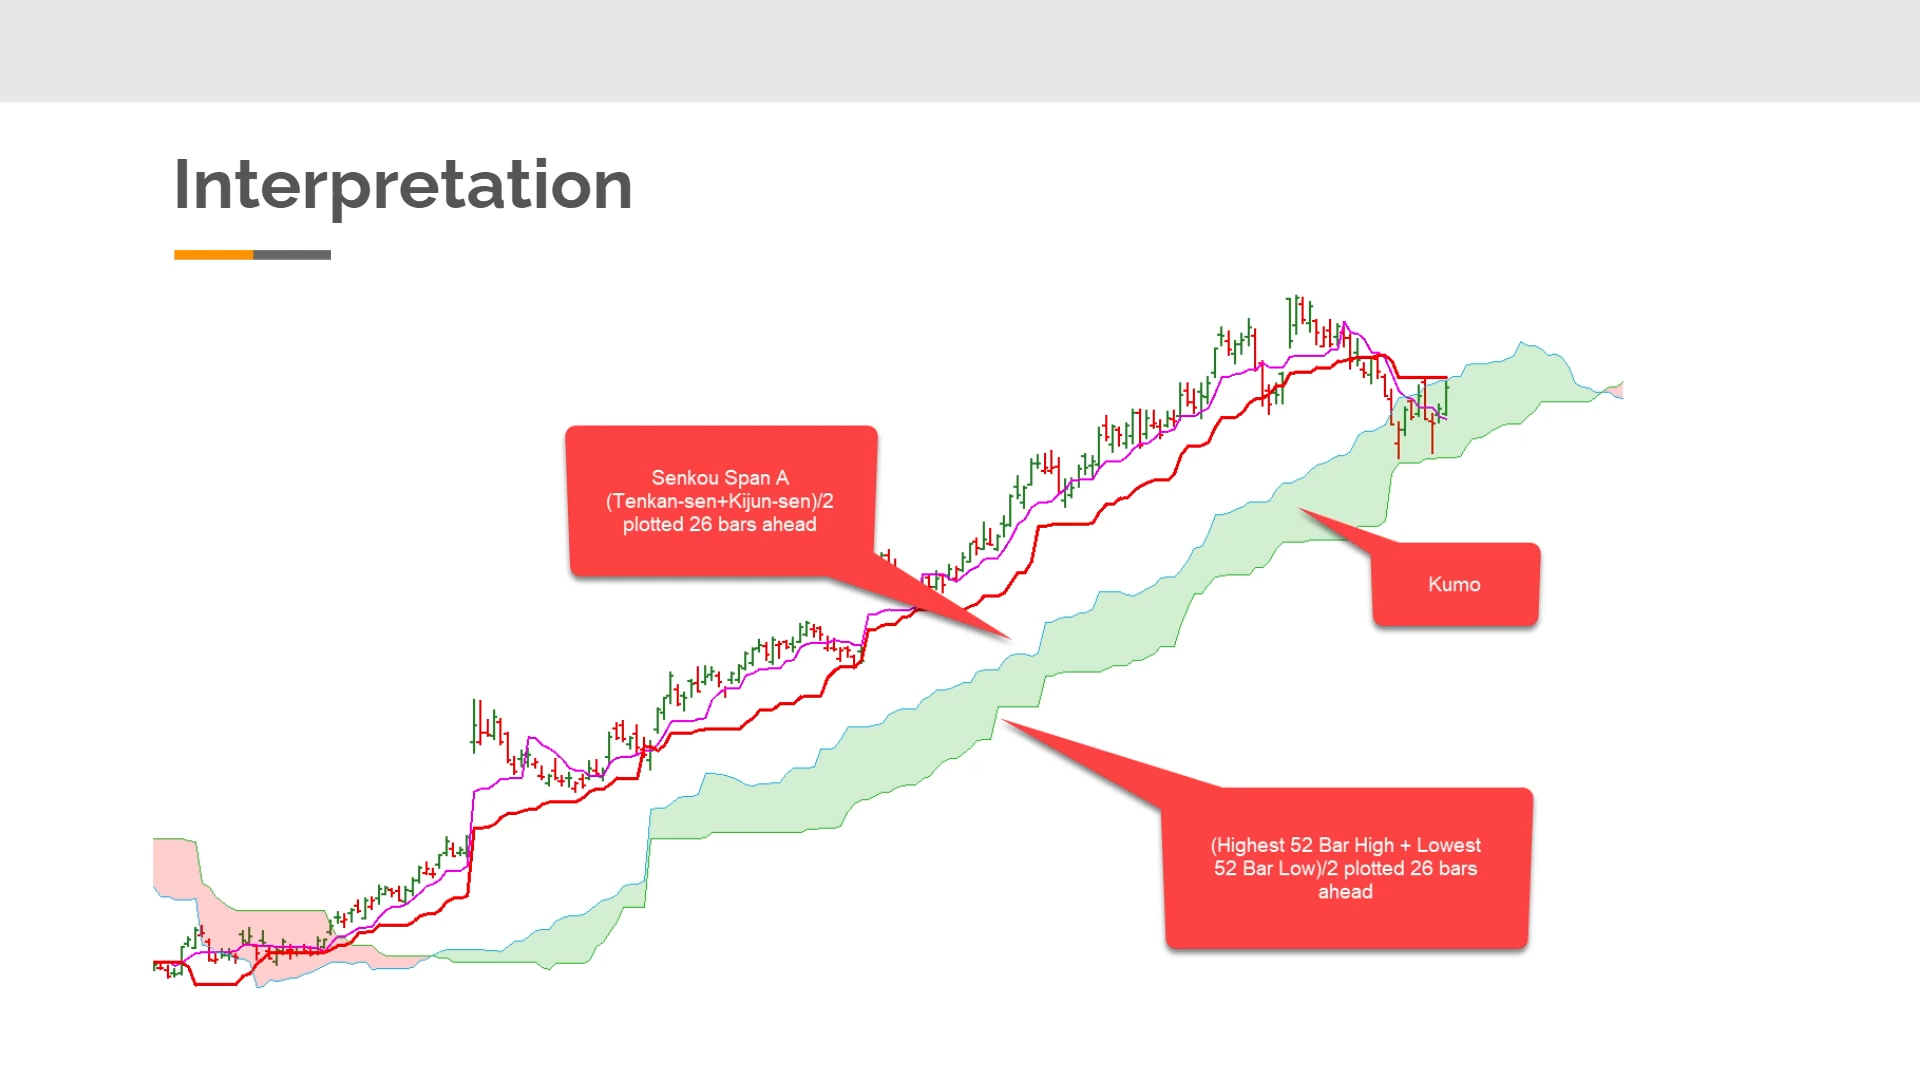 Interpretation
Senkou Span A
(Tenkan-sen+Kijun-sen)/2
plotted 26 bars ahead
Kumo
(Highest 52 Bar High + Lowest
52 Bar Low)/2 plotted 26 bars
ahead